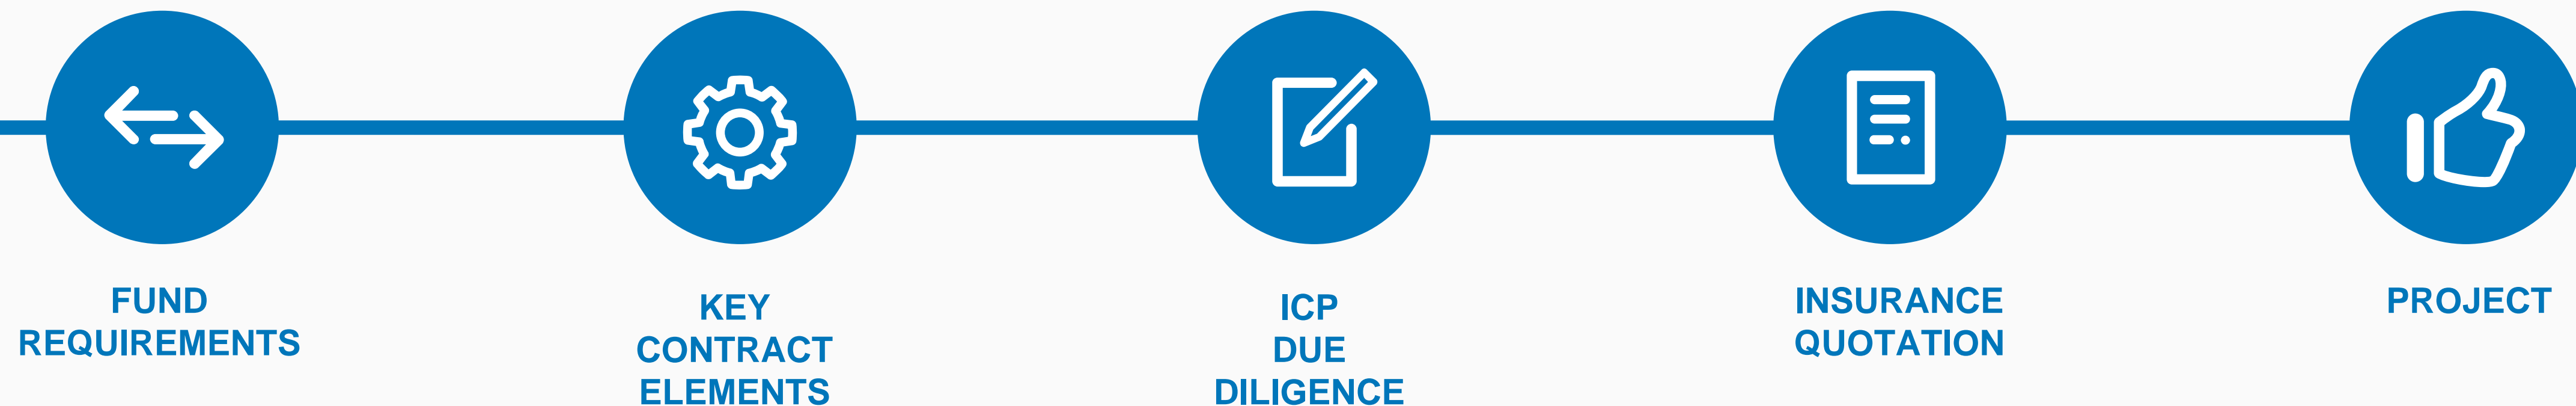 FUND
REQUIREMENTS
KEY
CONTRACT
ELEMENTS
ICP
DUE
DILIGENCE
INSURANCE
QUOTATION
PROJECT